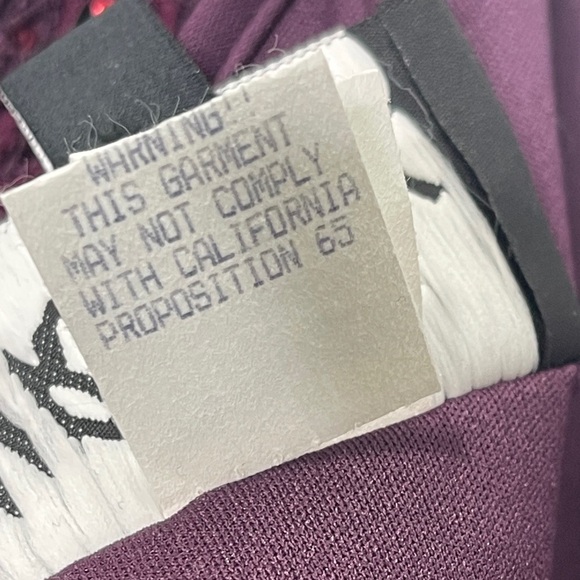 WARNING!!
THIS GARMENT
MAY NOT COMPLY
WITH CALIFORNIA
PROPOSITION 65